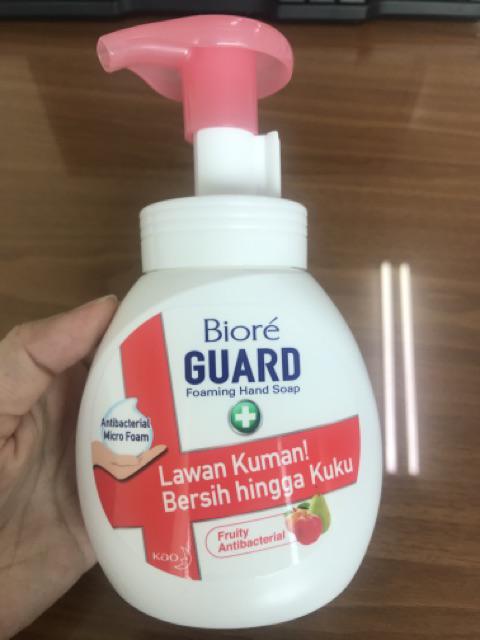 Bioré
GUARD
Foaming Hand Soap
Antibacterial
Micro Foam
Lawan Kuman!
Bersih hingga Kuku
Fruity
Antibacterial
Kao